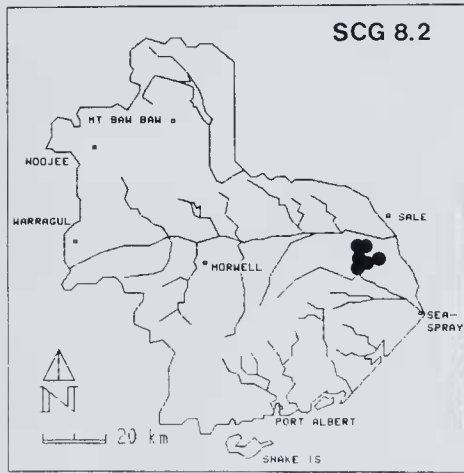 SCG 8.2
MT BAW BAW
NOOJEE
WARRAGUL
SALE
MORWELL
SEA-
SPRAY
N
PORT ALBERT
20 km
SNAKE IS